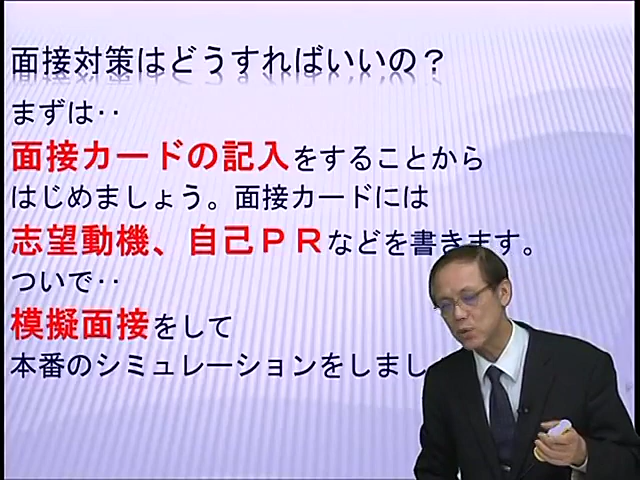 面接対策はどうすればいいの？
まずは‥
面接カードの記入をすることから
はじめましょう。面接カードには
志望動機、自己ＰＲなどを書きます。
ついで‥
模擬面接をして
本番のシミュレーションをしまし